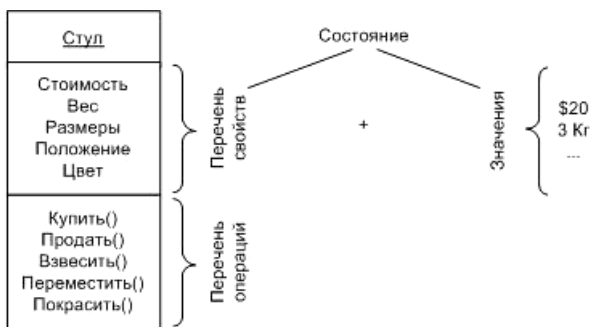 Стул
Состояние
Стоимость
Вес
Размеры
Положение
Цвет
Перечень
свойств
+
Значения
$20
3 Кг
...
Купить()
Продать()
Взвесить()
Переместить()
Покрасить()
Перечень
операций